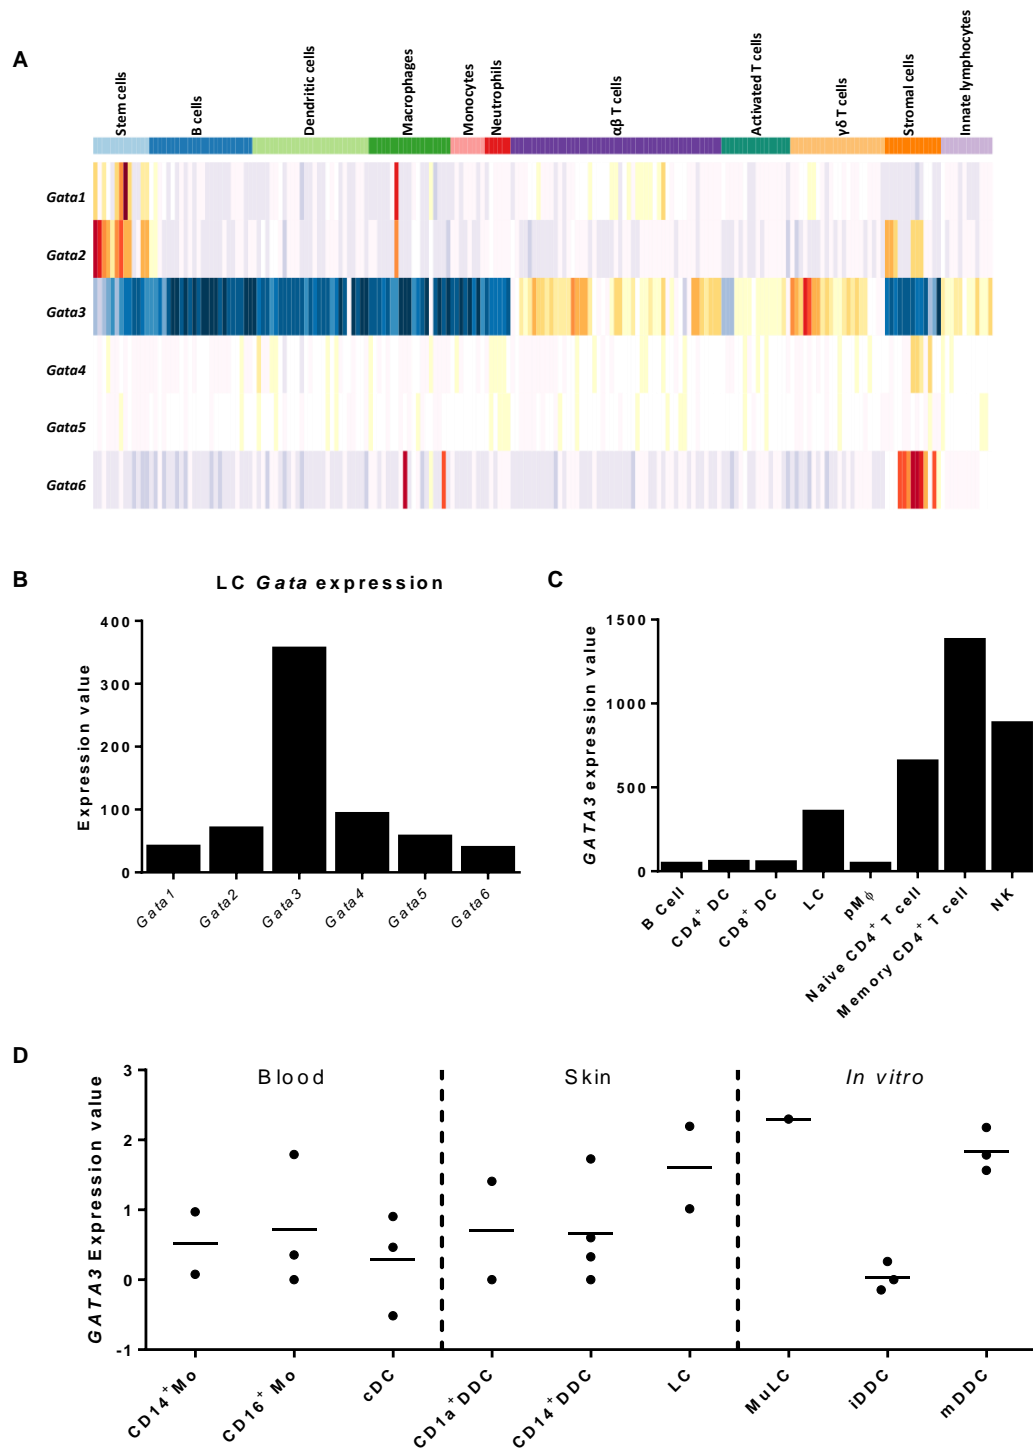 A
Stem cells
B cells
Dendritic cells
Macrophages
Monocytes
Neutrophils
αβ T cells
Activated T cells
γδ T cells
Stromal cells
Innate lymphocytes
Gata1
Gata2
Gata3
Gata4
Gata5
Gata6
B
LC Gata expression
Expression value
400
300
200
100
0
Gata1
Gata2
Gata3
Gata4
Gata5
Gata6
C
GATA3 expression value
1500
1000
500
0
B Cell
CD4+ DC
CD8+ DC
LC
pMϕ
Naive CD4+ T cell
Memory CD4+ T cell
NK
D
GATA3 Expression value
3
2
1
0
-1
Blood
Skin
In vitro
CD14+Mo
CD16+ Mo
cDC
CD1a+DDC
CD14+DDC
LC
MuLC
iDDC
mDDC